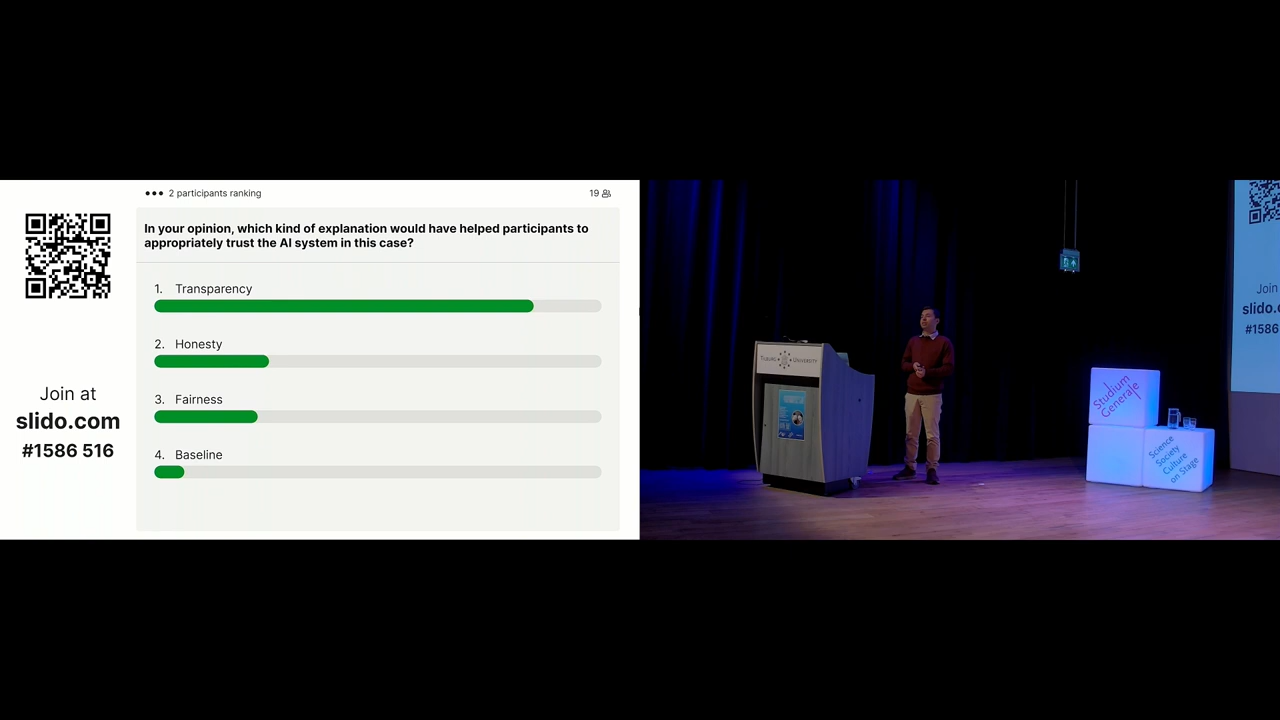 ●●● 2 participants ranking
19
In your opinion, which kind of explanation would have helped participants to
appropriately trust the AI system in this case?
1. Transparency
2. Honesty
3. Fairness
4. Baseline
Join at
slido.com
#1586 516
TILBURG UNIVERSITY
Studium
Generale
Science
Society
Culture
on Stage
Join
slido.c
#1586